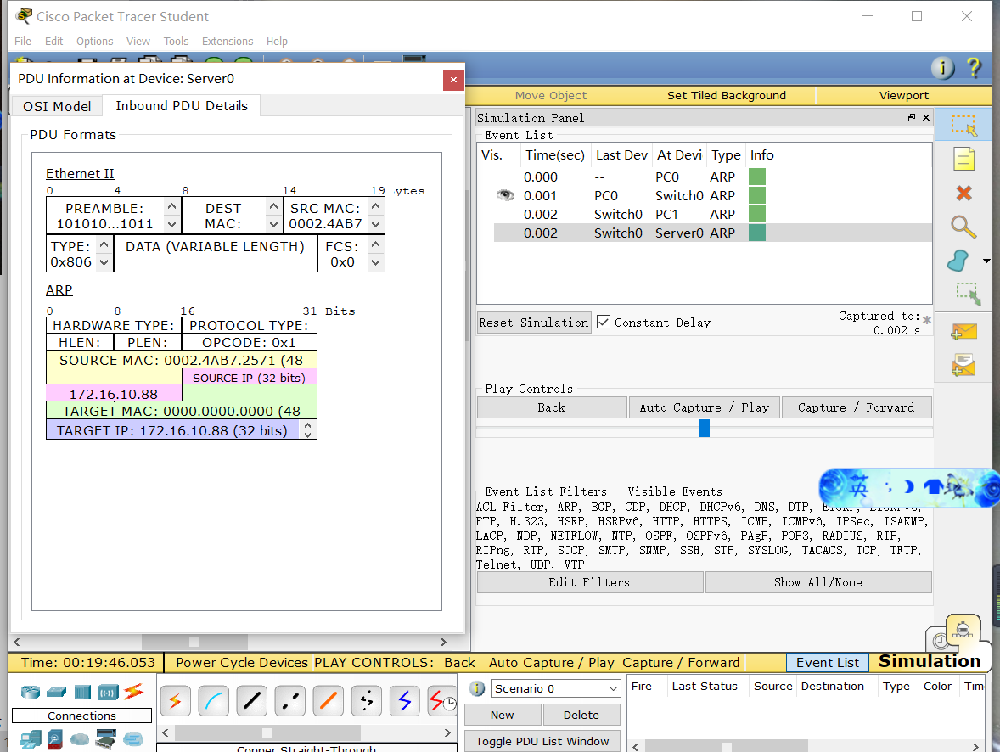 Cisco Packet Tracer Student
File Edit Options View Tools Extensions Help
PDU Information at Device: Server0
OSI Model Inbound PDU Details
PDU Formats
Ethernet II
0 4 8 14 19
PREAMBLE: DEST SRC MAC:
101010...1011 MAC: 0002.4AB7
TYPE: DATA (VARIABLE LENGTH) FCS:
0x806 0x0
ARP
0 8 16 31 Bits
HARDWARE TYPE: PROTOCOL TYPE:
HLEN: PLEN: OPCODE: 0x1
SOURCE MAC: 0002.4AB7.2571 (48
SOURCE IP (32 bits)
172.16.10.88
TARGET MAC: 0000.0000.0000 (48
TARGET IP: 172.16.10.88 (32 bits)
Move Object Set Tiled Background Viewport
Simulation Panel
Event List
Vis. Time(sec) Last Dev At Devi Type Info
0.000 -- PC0 ARP
0.001 PC0 Switch0 ARP
0.002 Switch0 PC1 ARP
0.002 Switch0 Server0 ARP
Reset Simulation Constant Delay Captured to: *
0.002 s
Play Controls
Back Auto Capture / Play Capture / Forward
英
Event List Filters - Visible Events
ACL Filter, ARP, BGP, CDP, DHCP, DHCPv6, DNS, DTP, EIGRP, EIGRPv6,
FTP, H.323, HSRP, HSRPv6, HTTP, HTTPS, ICMP, ICMPv6, IPSec, ISAKMP,
LACP, NDP, NETFLOW, NTP, OSPF, OSPFv6, PAgP, POP3, RADIUS, RIP,
RIPng, RTP, SCCP, SMTP, SNMP, SSH, STP, SYSLOG, TACACS, TCP, TFTP,
Telnet, UDP, VTP
Edit Filters Show All/None
Time: 00:19:46.053 Power Cycle Devices PLAY CONTROLS: Back Auto Capture / Play Capture / Forward Event List Simulation
Connections
Copper Straight-Through
Scenario 0
New Delete
Toggle PDU List Window
Fire Last Status Source Destination Type Color Tim